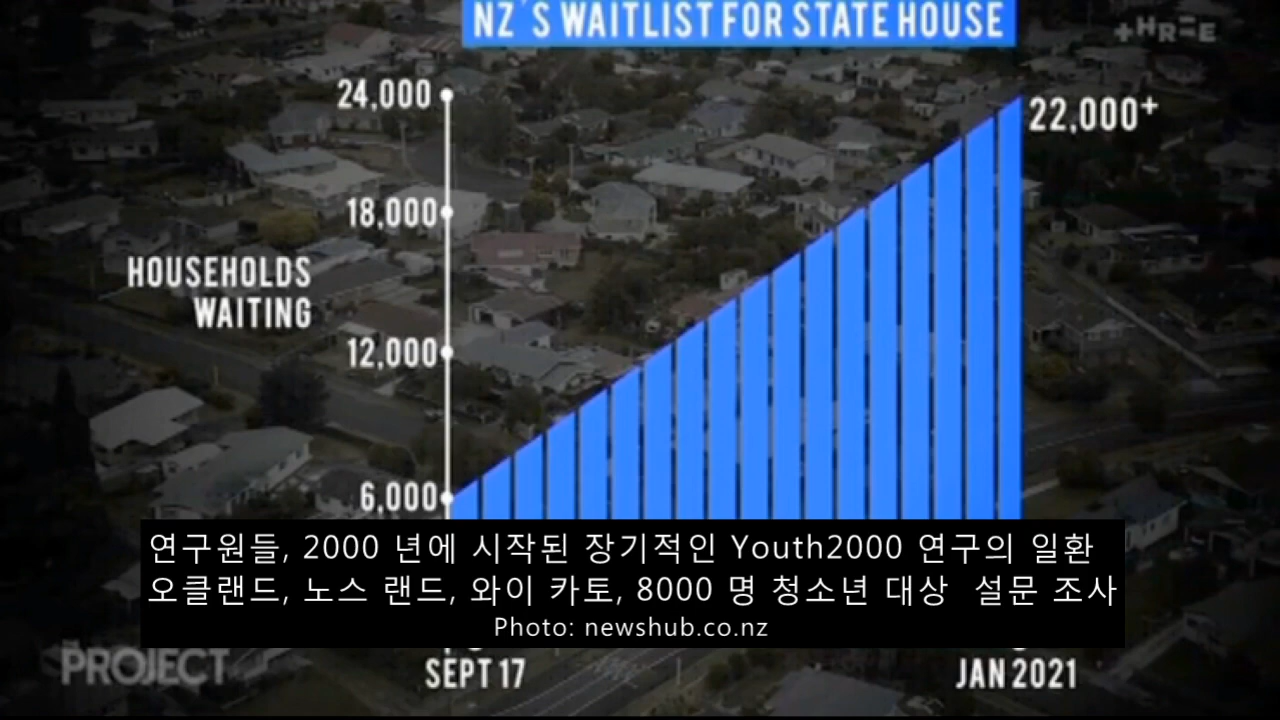 NZ'S WAITLIST FOR STATE HOUSE
+HR=E
24,000
22,000+
18,000
HOUSEHOLDS
WAITING
12,000
6,000
연구원들, 2000 년에 시작된 장기적인 Youth2000 연구의 일환
오클랜드, 노스 랜드, 와이 카토, 8000 명 청소년 대상 설문 조사
Photo: newshub.co.nz
THE PROJECT
SEPT 17
JAN 2021